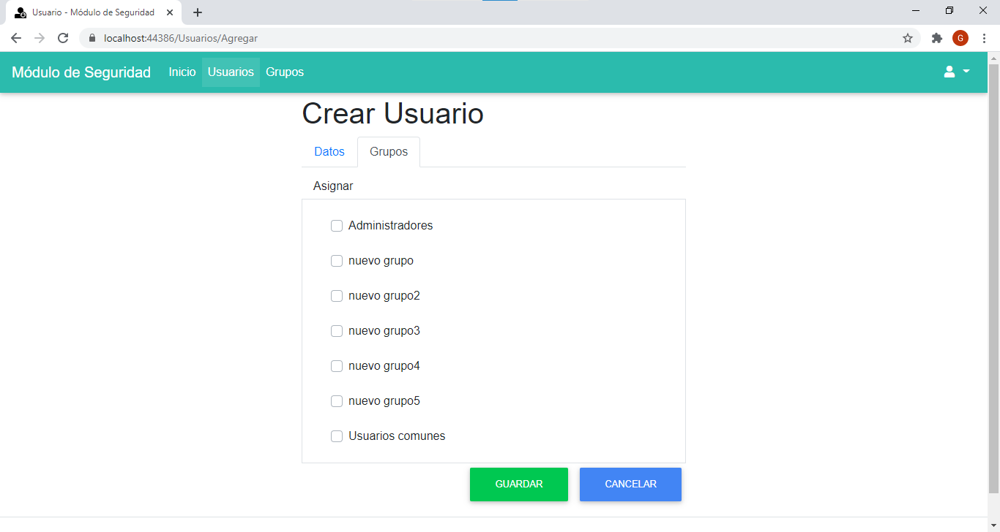 Usuario - Módulo de Seguridad
localhost:44386/Usuarios/Agregar
G
Módulo de Seguridad Inicio Usuarios Grupos
Crear Usuario
Datos Grupos
Asignar
Administradores
nuevo grupo
nuevo grupo2
nuevo grupo3
nuevo grupo4
nuevo grupo5
Usuarios comunes
GUARDAR CANCELAR